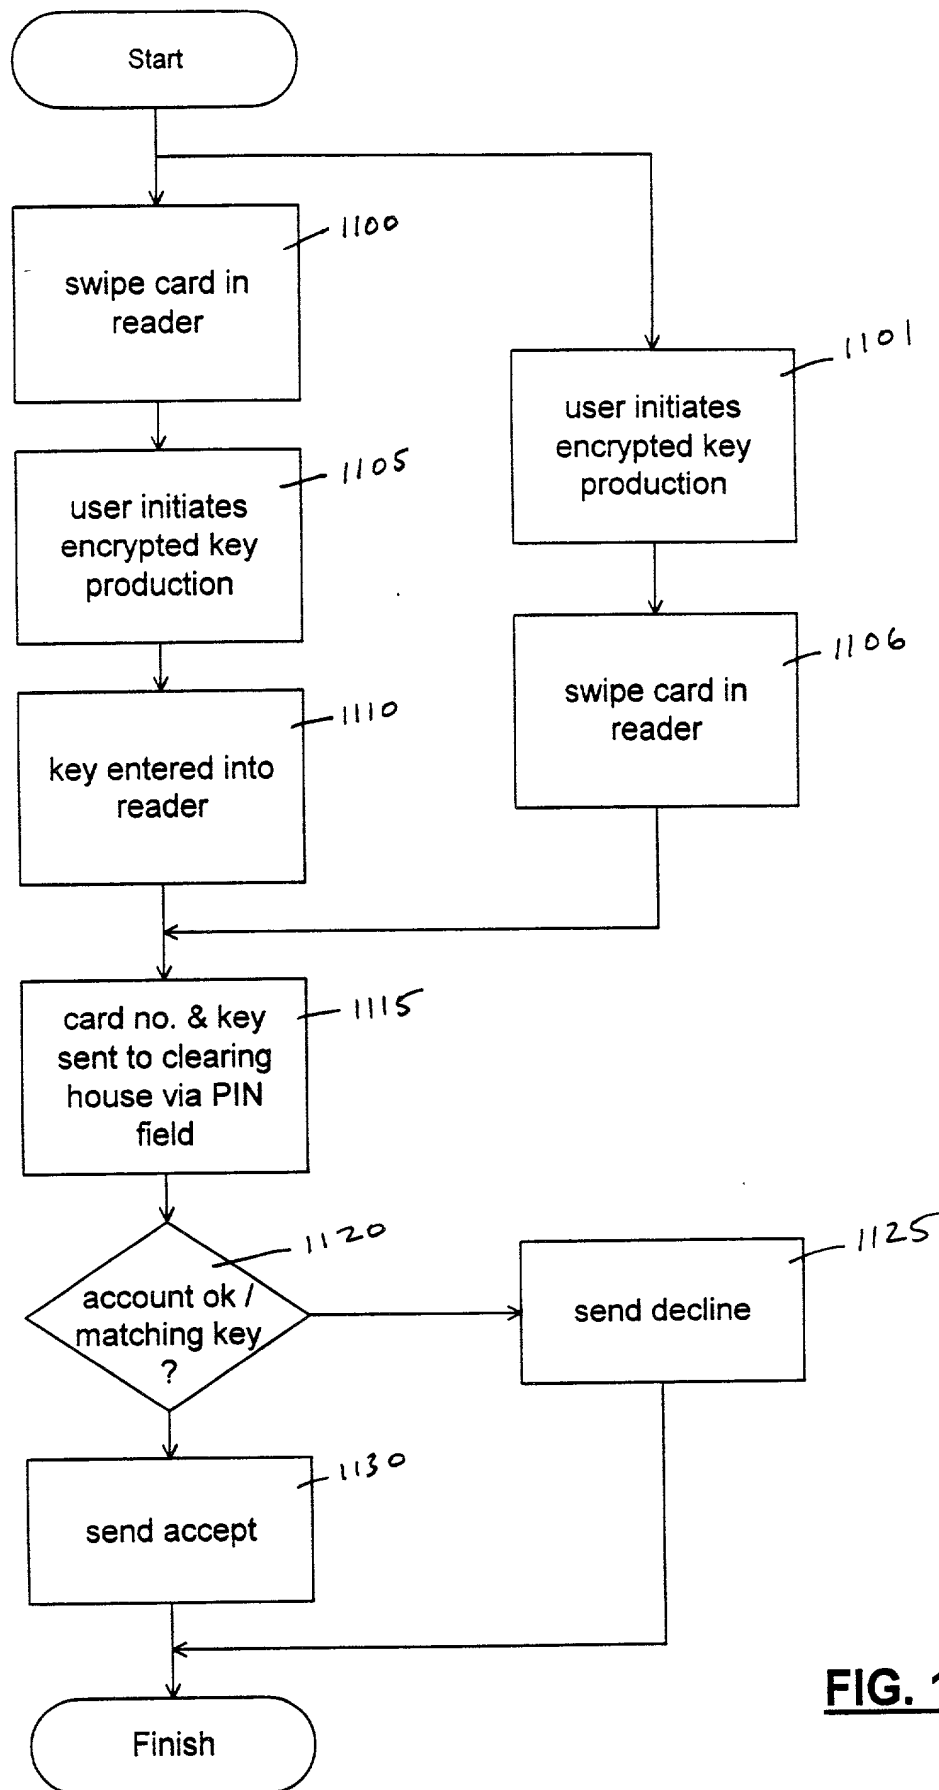 Start
1100
swipe card in
reader
1101
user initiates
encrypted key
production
1105
user initiates
encrypted key
production
1106
swipe card in
reader
1110
key entered into
reader
1115
card no. & key
sent to clearing
house via PIN
field
1120
account ok /
matching key
?
1125
send decline
1130
send accept
Finish
FIG. 1